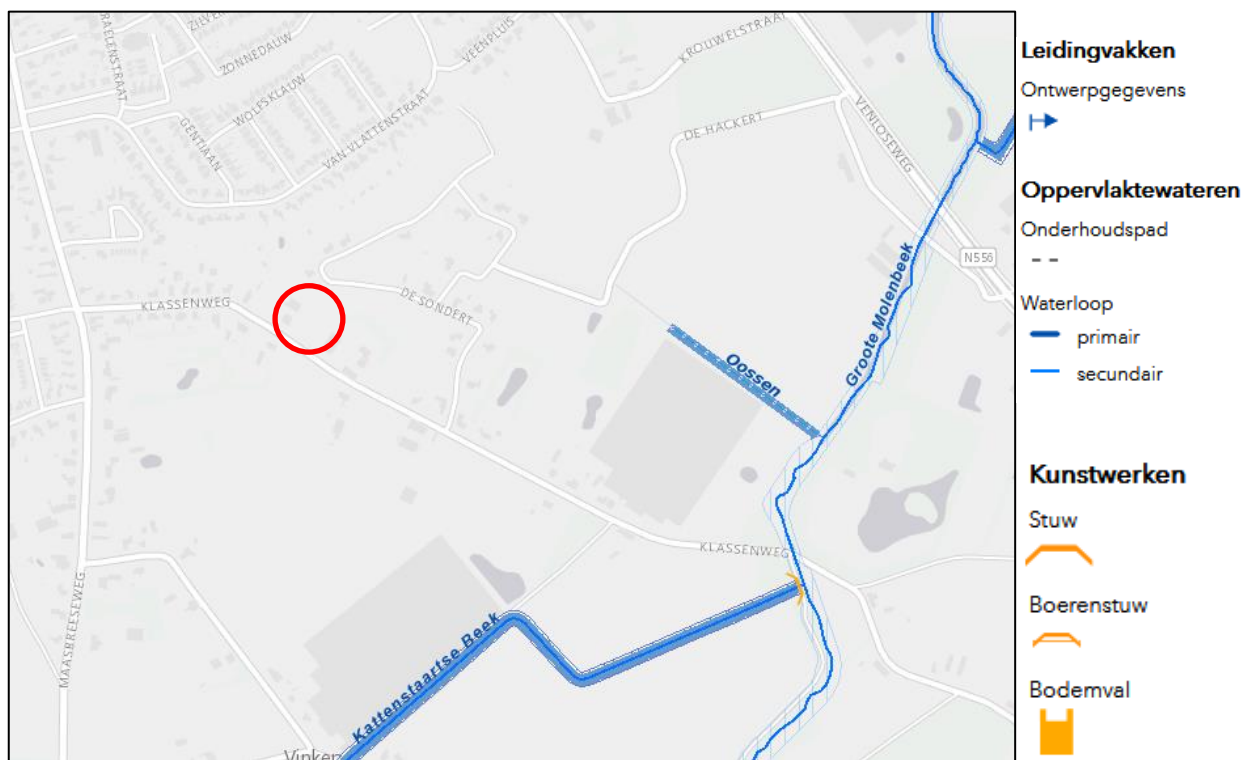 ZONNEDAUW
VEENPLUIS
WOLFSKLAUW
GENTIAAN
VAN VLATTENSTRAAT
KROUWELSTRAAT
DE HACKERT
VENLOSEWEG
N556
KLASSENWEG
DE SONDERT
Oossen
Groote Molenbeek
KLASSENWEG
MAASBREESEWEG
Kattenstaartse Beek
Leidingvakken
Ontwerpgegevens
Oppervlaktewateren
Onderhoudspad
Waterloop
primair
secundair
Kunstwerken
Stuw
Boerenstuw
Bodemval